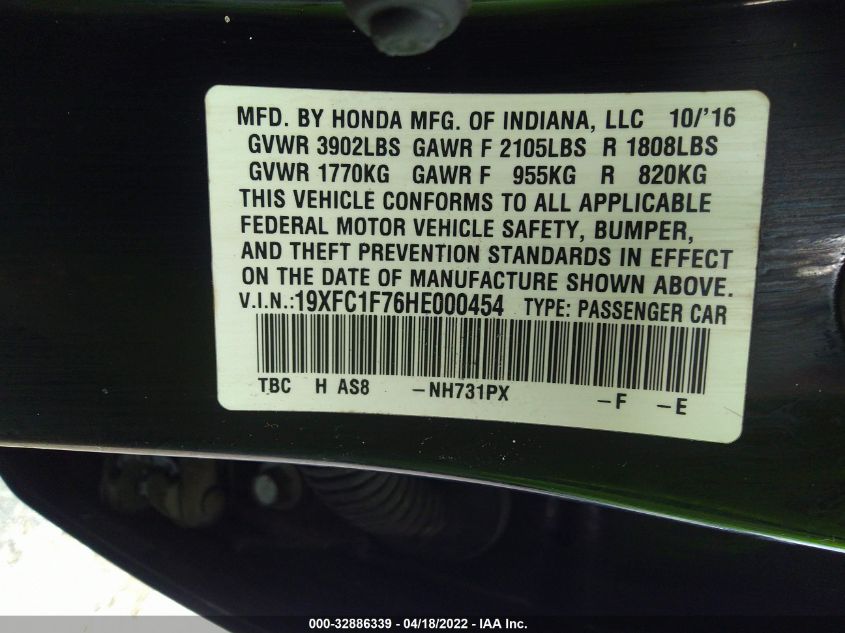 MFD. BY HONDA MFG. OF INDIANA, LLC 10/'16
GVWR 3902LBS GAWR F 2105LBS R 1808LBS
GVWR 1770KG GAWR F 955KG R 820KG
THIS VEHICLE CONFORMS TO ALL APPLICABLE
FEDERAL MOTOR VEHICLE SAFETY, BUMPER,
AND THEFT PREVENTION STANDARDS IN EFFECT
ON THE DATE OF MANUFACTURE SHOWN ABOVE.
V.I.N.:19XFC1F76HE000454 TYPE: PASSENGER CAR
TBC H AS8 -NH731PX -F -E
000-32886339 - 04/18/2022 - IAA Inc.